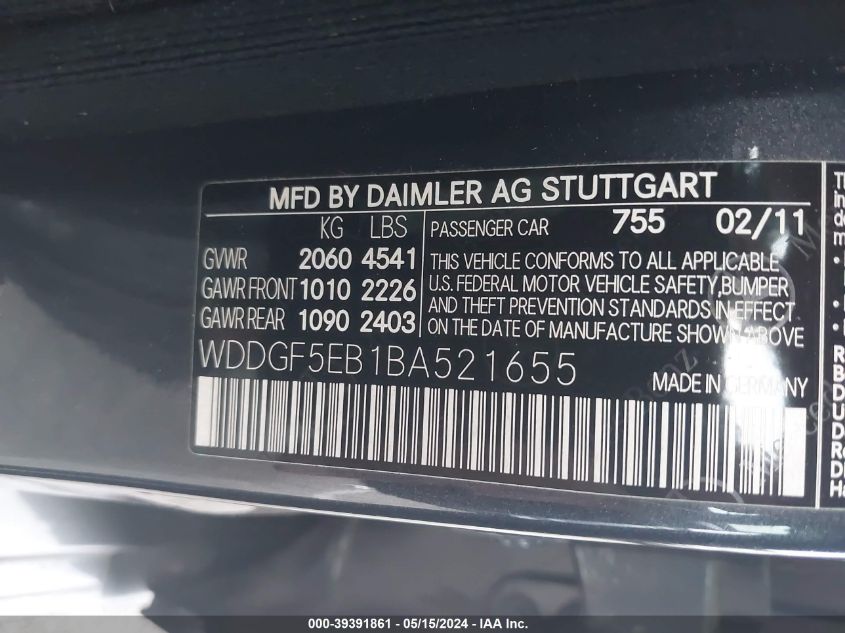 MFD BY DAIMLER AG STUTTGART
KG LBS
GVWR 2060 4541
GAWR FRONT 1010 2226
GAWR REAR 1090 2403
PASSENGER CAR 755 02/11
THIS VEHICLE CONFORMS TO ALL APPLICABLE
U.S. FEDERAL MOTOR VEHICLE SAFETY, BUMPER
AND THEFT PREVENTION STANDARDS IN EFFECT
ON THE DATE OF MANUFACTURE SHOWN ABOVE
WDDGF5EB1BA521655
MADE IN GERMANY
000-39391861 - 05/15/2024 - IAA Inc.